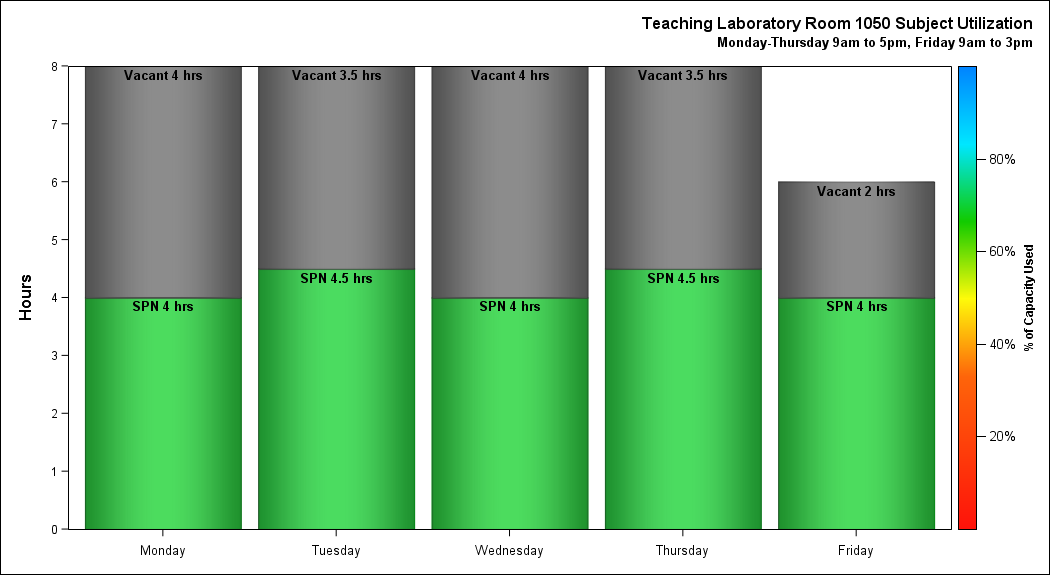 Teaching Laboratory Room 1050 Subject Utilization
Monday-Thursday 9am to 5pm, Friday 9am to 3pm
Hours
8
7
6
5
4
3
2
1
0
Vacant 4 hrs
SPN 4 hrs
Vacant 3.5 hrs
SPN 4.5 hrs
Vacant 4 hrs
SPN 4 hrs
Vacant 3.5 hrs
SPN 4.5 hrs
Vacant 2 hrs
SPN 4 hrs
Monday
Tuesday
Wednesday
Thursday
Friday
80%
60%
40%
20%
% of Capacity Used